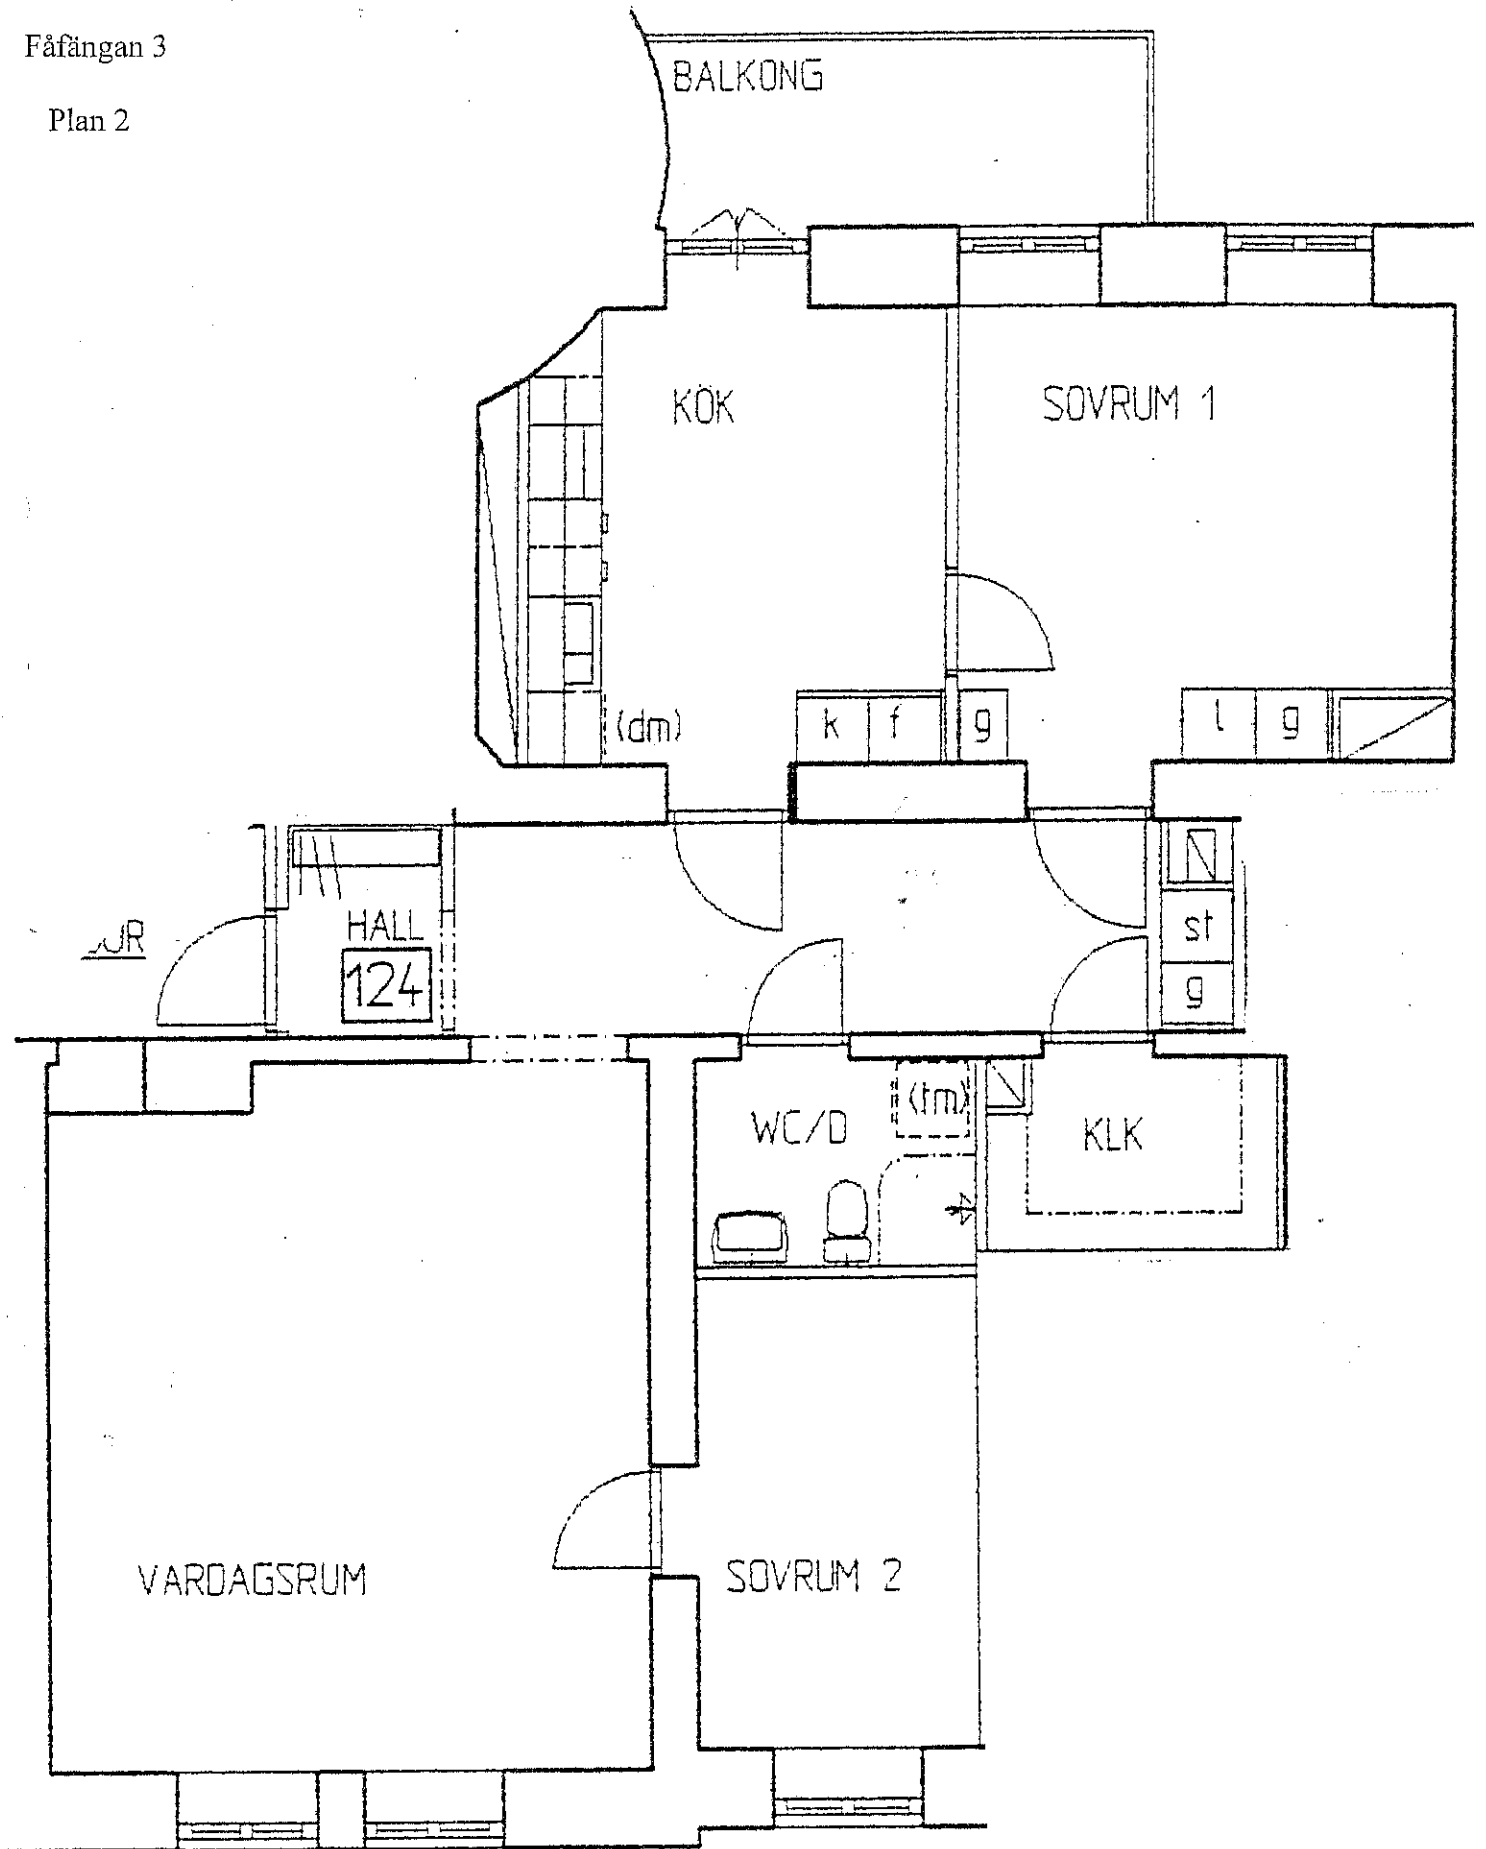 Fåfängan 3
Plan 2
BALKONG
KÖK
SOVRUM 1
(dm)
k f g
l g
HALL
124
st
g
WC/D
(tm)
KLK
VARDAGSRUM
SOVRUM 2